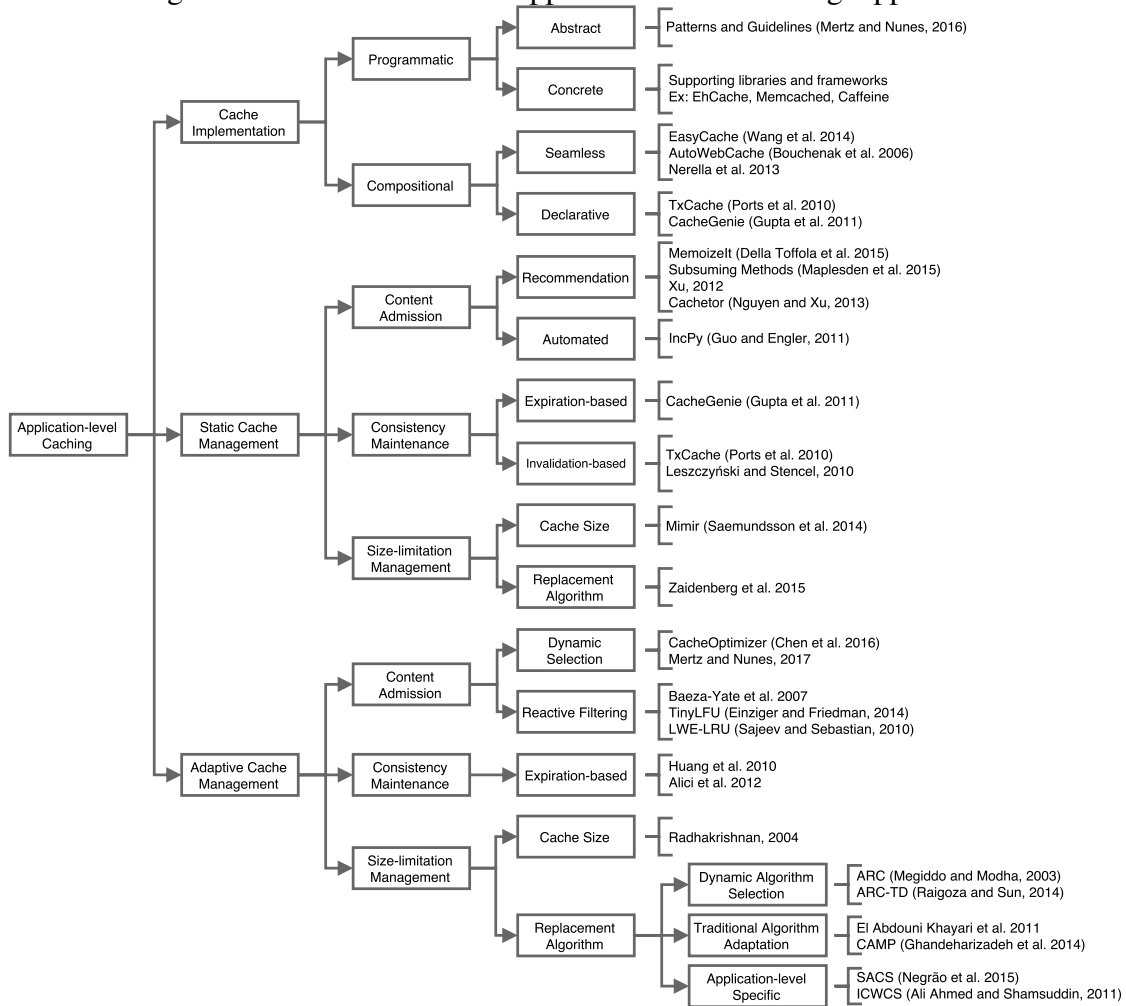 Abstract
Patterns and Guidelines (Mertz and Nunes, 2016)
Programmatic
Concrete
Supporting libraries and frameworks
Ex: EhCache, Memcached, Caffeine
Cache
Implementation
Seamless
EasyCache (Wang et al. 2014)
AutoWebCache (Bouchenak et al. 2006)
Nerella et al. 2013
Compositional
Declarative
TxCache (Ports et al. 2010)
CacheGenie (Gupta et al. 2011)
Recommendation
MemoizeIt (Della Toffola et al. 2015)
Subsuming Methods (Maplesden et al. 2015)
Xu, 2012
Cachetor (Nguyen and Xu, 2013)
Content
Admission
Automated
IncPy (Guo and Engler, 2011)
Expiration-based
CacheGenie (Gupta et al. 2011)
Application-level
Caching
Static Cache
Management
Consistency
Maintenance
Invalidation-based
TxCache (Ports et al. 2010)
Leszczyński and Stencel, 2010
Cache Size
Mimir (Saemundsson et al. 2014)
Size-limitation
Management
Replacement
Algorithm
Zaidenberg et al. 2015
Dynamic
Selection
CacheOptimizer (Chen et al. 2016)
Mertz and Nunes, 2017
Content
Admission
Reactive Filtering
Baeza-Yate et al. 2007
TinyLFU (Einziger and Friedman, 2014)
LWE-LRU (Sajeev and Sebastian, 2010)
Adaptive Cache
Management
Consistency
Maintenance
Expiration-based
Huang et al. 2010
Alici et al. 2012
Cache Size
Radhakrishnan, 2004
Size-limitation
Management
Dynamic Algorithm
Selection
ARC (Megiddo and Modha, 2003)
ARC-TD (Raigoza and Sun, 2014)
Replacement
Algorithm
Traditional Algorithm
Adaptation
El Abdouni Khayari et al. 2011
CAMP (Ghandeharizadeh et al. 2014)
Application-level
Specific
SACS (Negrão et al. 2015)
ICWCS (Ali Ahmed and Shamsuddin, 2011)